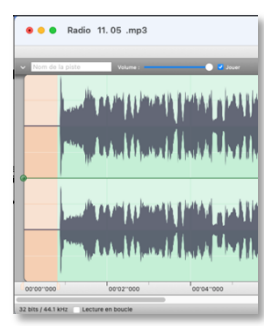 Radio 11. 05 .mp3
Nom de la piste Volume : Jouer
00'00"000 00'02"000 00'04"000
32 bits / 44.1 kHz Lecture en boucle